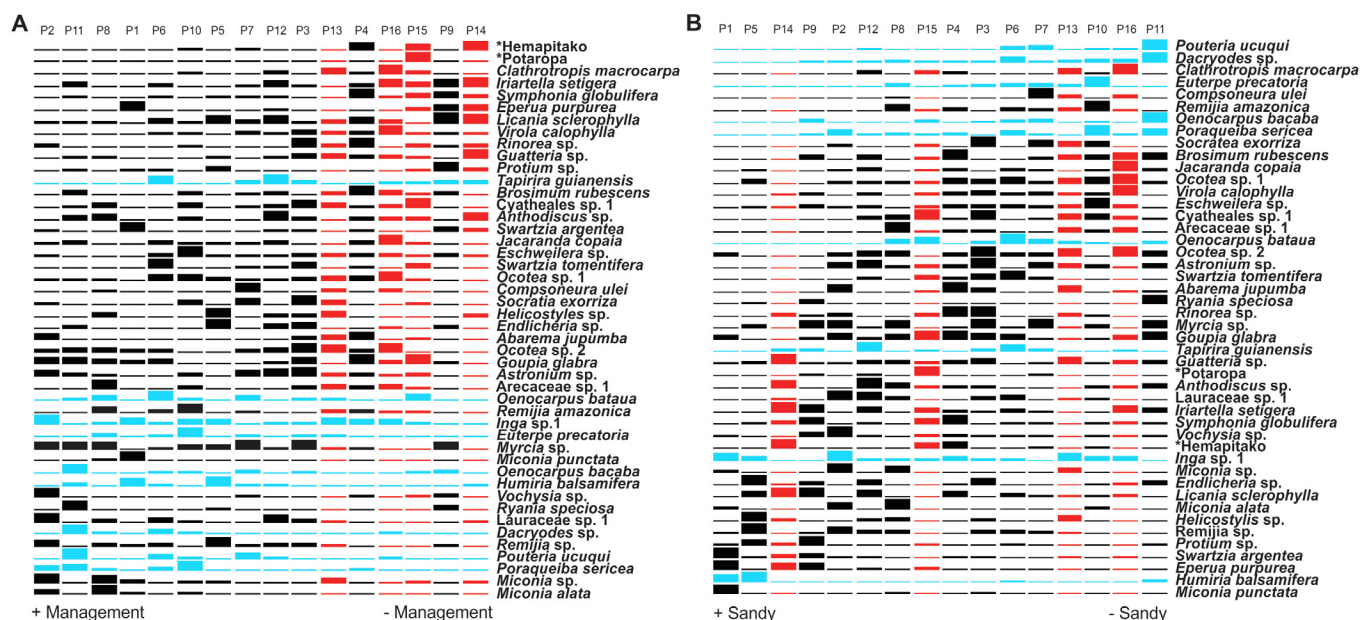 A
P2 P11 P8 P1 P6 P10 P5 P7 P12 P3 P13 P4 P16 P15 P9 P14
*Hemapitako
*Potaropa
Clathrotropis macrocarpa
Iriartella setigera
Symphonia globulifera
Eperua purpurea
Licania sclerophylla
Virola calophylla
Rinorea sp.
Guatteria sp.
Protium sp.
Tapirira guianensis
Brosimum rubescens
Cyatheales sp. 1
Anthodiscus sp.
Swartzia argentea
Jacaranda copaia
Eschweilera sp.
Swartzia tomentifera
Ocotea sp. 1
Compsoneura ulei
Socratia exorriza
Helicostyles sp.
Endlicheria sp.
Abarema jupumba
Ocotea sp. 2
Goupia glabra
Astronium sp.
Arecaceae sp. 1
Oenocarpus bataua
Remijia amazonica
Inga sp.1
Euterpe precatoria
Myrcia sp.
Miconia punctata
Oenocarpus bacaba
Humiria balsamifera
Vochysia sp.
Ryania speciosa
Lauraceae sp. 1
Dacryodes sp.
Remijia sp.
Pouteria ucuqui
Poraqueiba sericea
Miconia sp.
Miconia alata
+ Management - Management
B
P1 P5 P14 P9 P2 P12 P8 P15 P4 P3 P6 P7 P13 P10 P16 P11
Pouteria ucuqui
Dacryodes sp.
Clathrotropis macrocarpa
Euterpe precatoria
Compsoneura ulei
Remijia amazonica
Oenocarpus bacaba
Poraqueiba sericea
Socratea exorriza
Brosimum rubescens
Jacaranda copaia
Ocotea sp. 1
Virola calophylla
Eschweilera sp.
Cyatheales sp. 1
Arecaceae sp. 1
Oenocarpus bataua
Ocotea sp. 2
Astronium sp.
Swartzia tomentifera
Abarema jupumba
Ryania speciosa
Rinorea sp.
Myrcia sp.
Goupia glabra
Tapirira guianensis
Guatteria sp.
*Potaropa
Anthodiscus sp.
Lauraceae sp. 1
Iriartella setigera
Symphonia globulifera
Vochysia sp.
*Hemapitako
Inga sp. 1
Miconia sp.
Endlicheria sp.
Licania sclerophylla
Miconia alata
Helicostylis sp.
Remijia sp.
Protium sp.
Swartzia argentea
Eperua purpurea
Humiria balsamifera
Miconia punctata
+ Sandy - Sandy